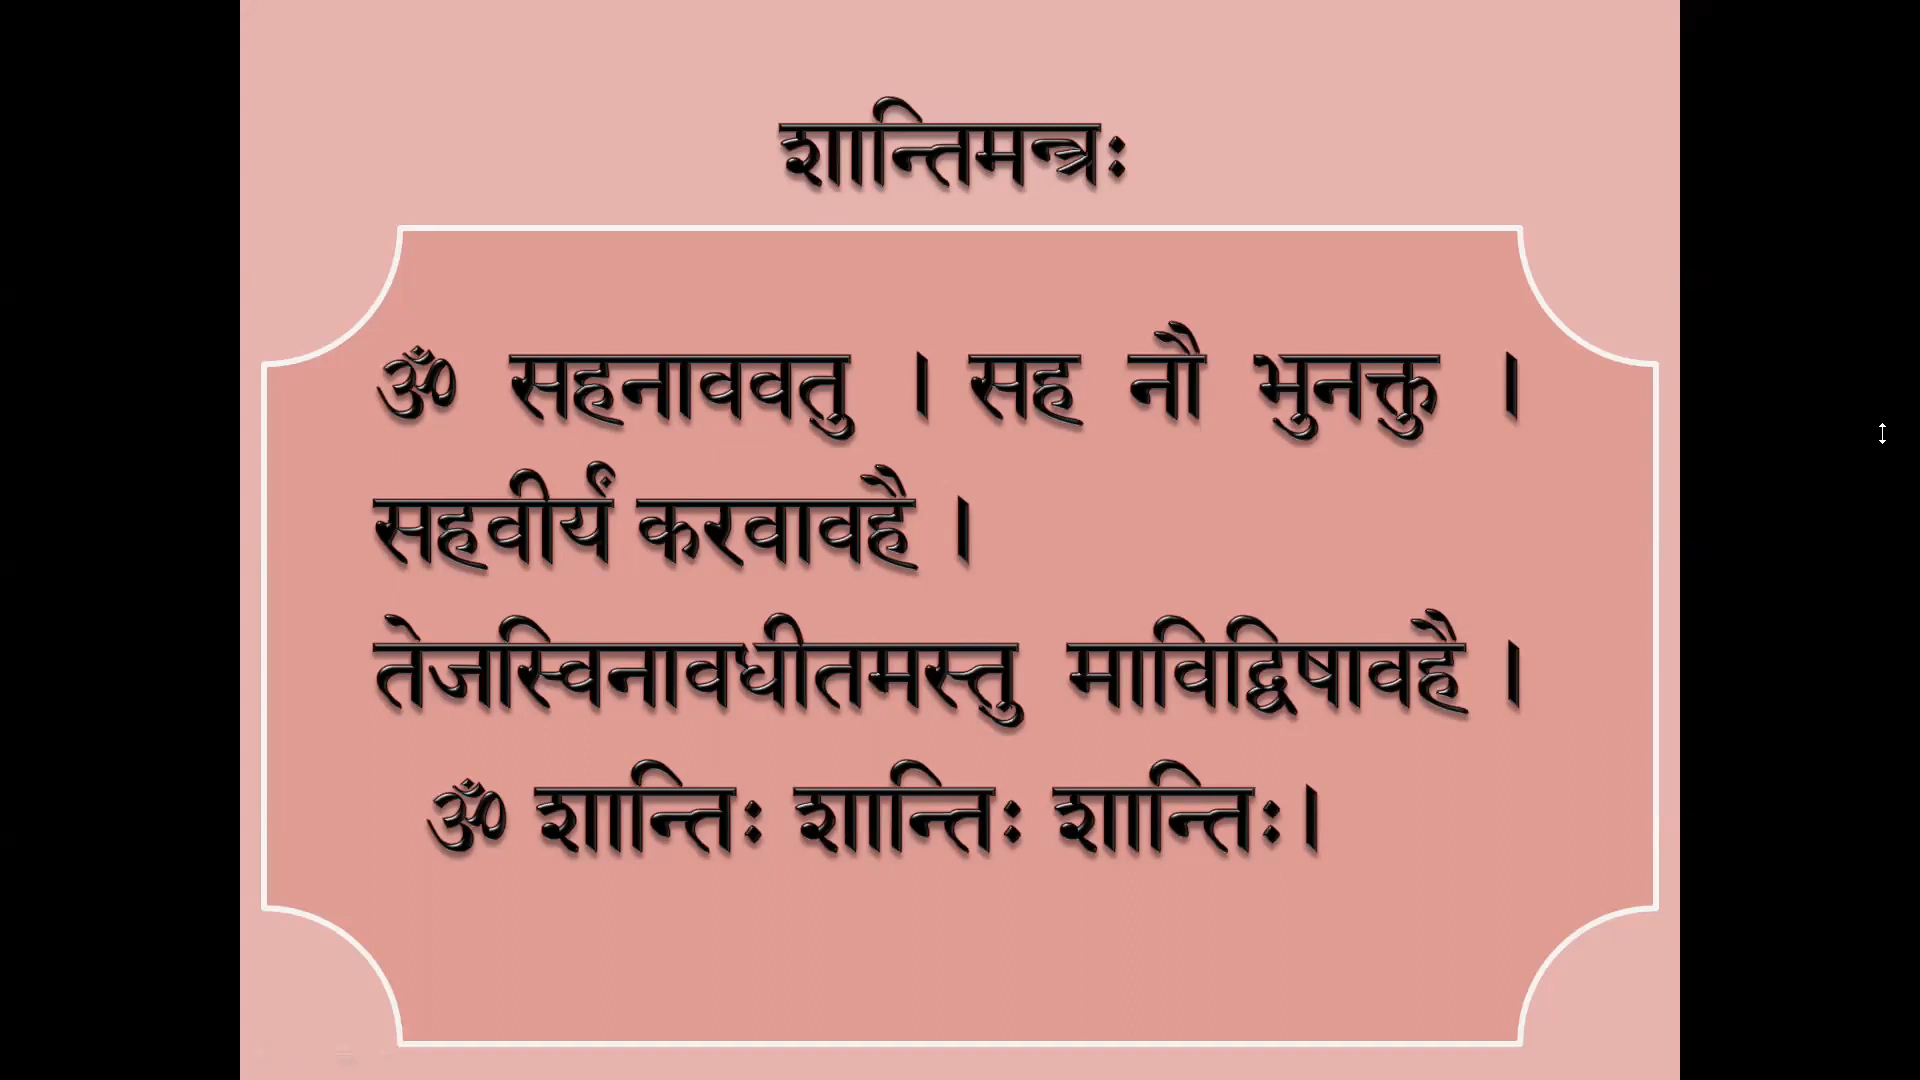 शान्तिमन्त्रः
ॐ सहनाववतु । सह नौ भुनक्तु ।
सहवीर्यं करवावहै ।
तेजस्विनावधीतमस्तु माविद्विषावहै ।
ॐ शान्तिः शान्तिः शान्तिः।